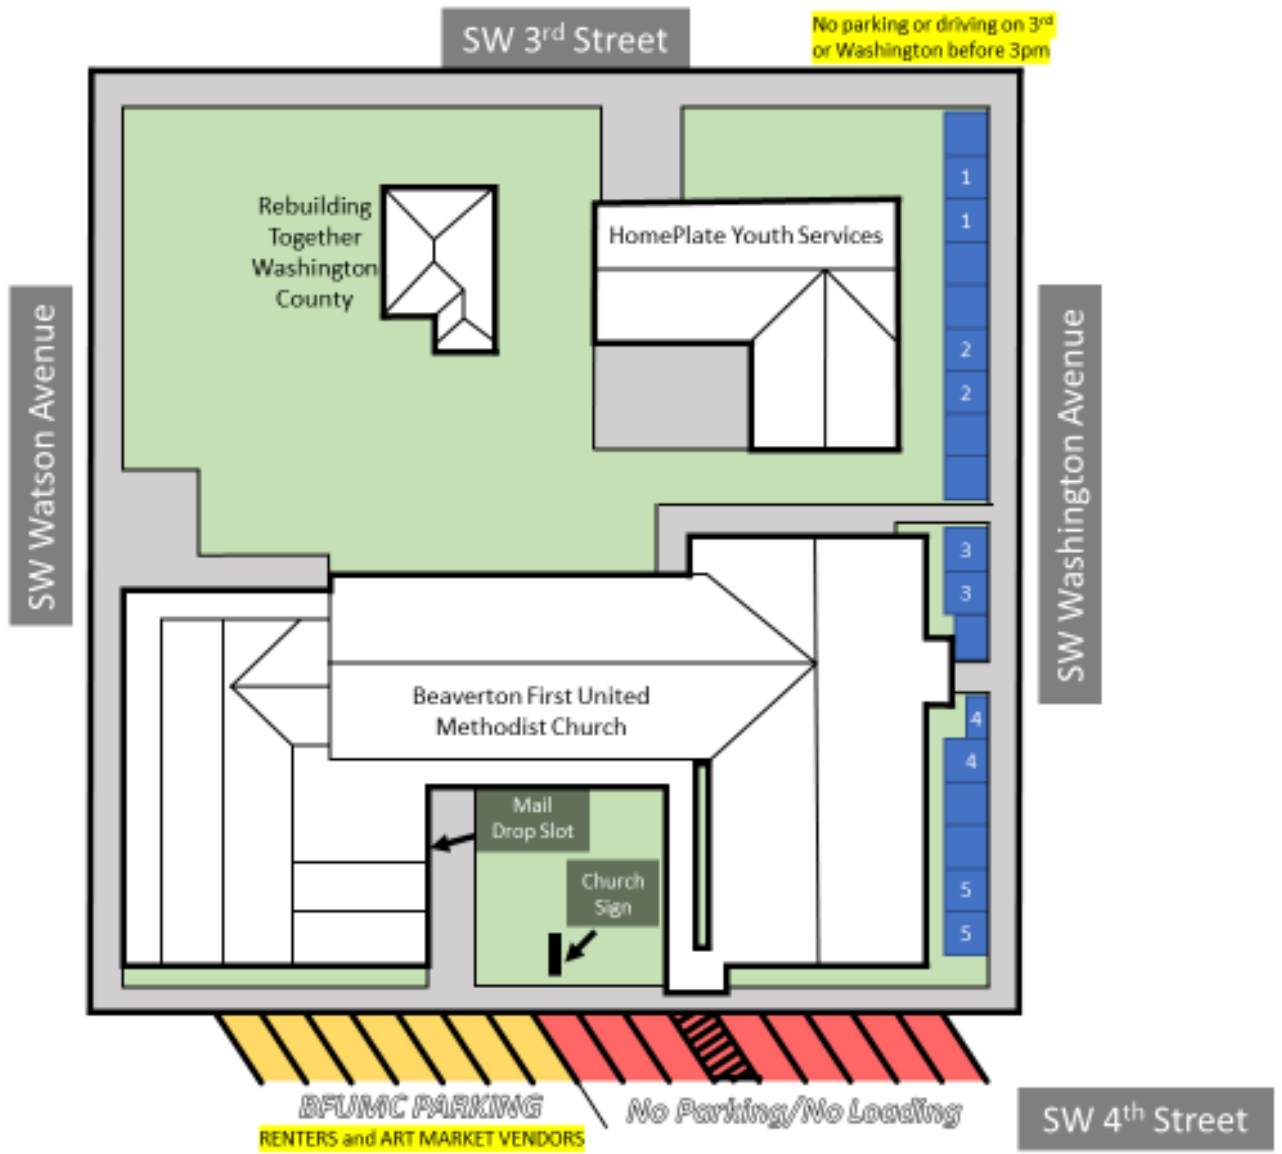 SW 3rd Street
No parking or driving on 3rd
or Washington before 3pm
Rebuilding
Together
Washington
County
HomePlate Youth Services
1
1
2
2
SW Watson Avenue
SW Washington Avenue
3
3
Beaverton First United
Methodist Church
4
4
Mail
Drop Slot
Church
Sign
5
5
BFUMC PARKING
RENTERS and ART MARKET VENDORS
No Parking/No Loading
SW 4th Street